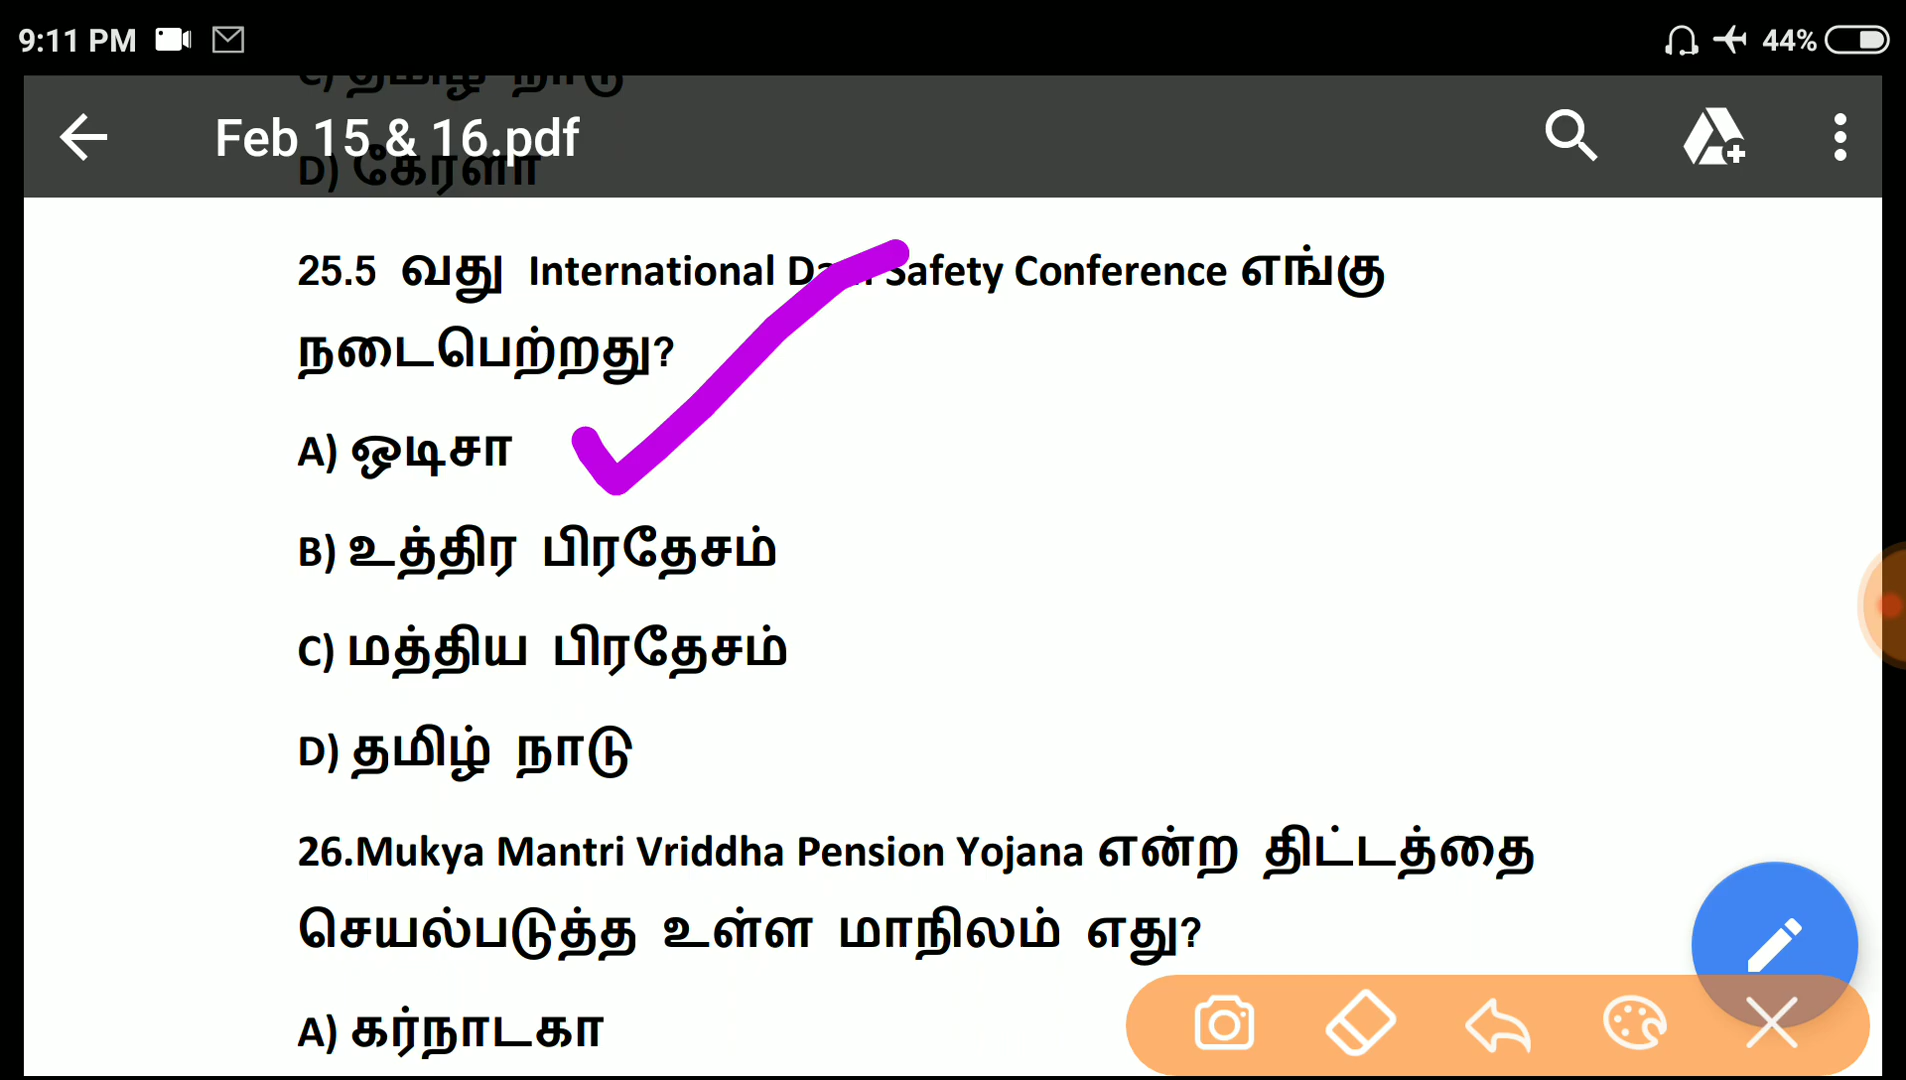 9:11 PM
44%
C) தமிழ் நாடு
Feb 15 & 16.pdf
D) கேரளா
25.5 வது International Safety Conference எங்கு
நடைபெற்றது?
A) ஒடிசா
B) உத்திர பிரதேசம்
C) மத்திய பிரதேசம்
D) தமிழ் நாடு
26.Mukya Mantri Vriddha Pension Yojana என்ற திட்டத்தை
செயல்படுத்த உள்ள மாநிலம் எது?
A) கர்நாடகா